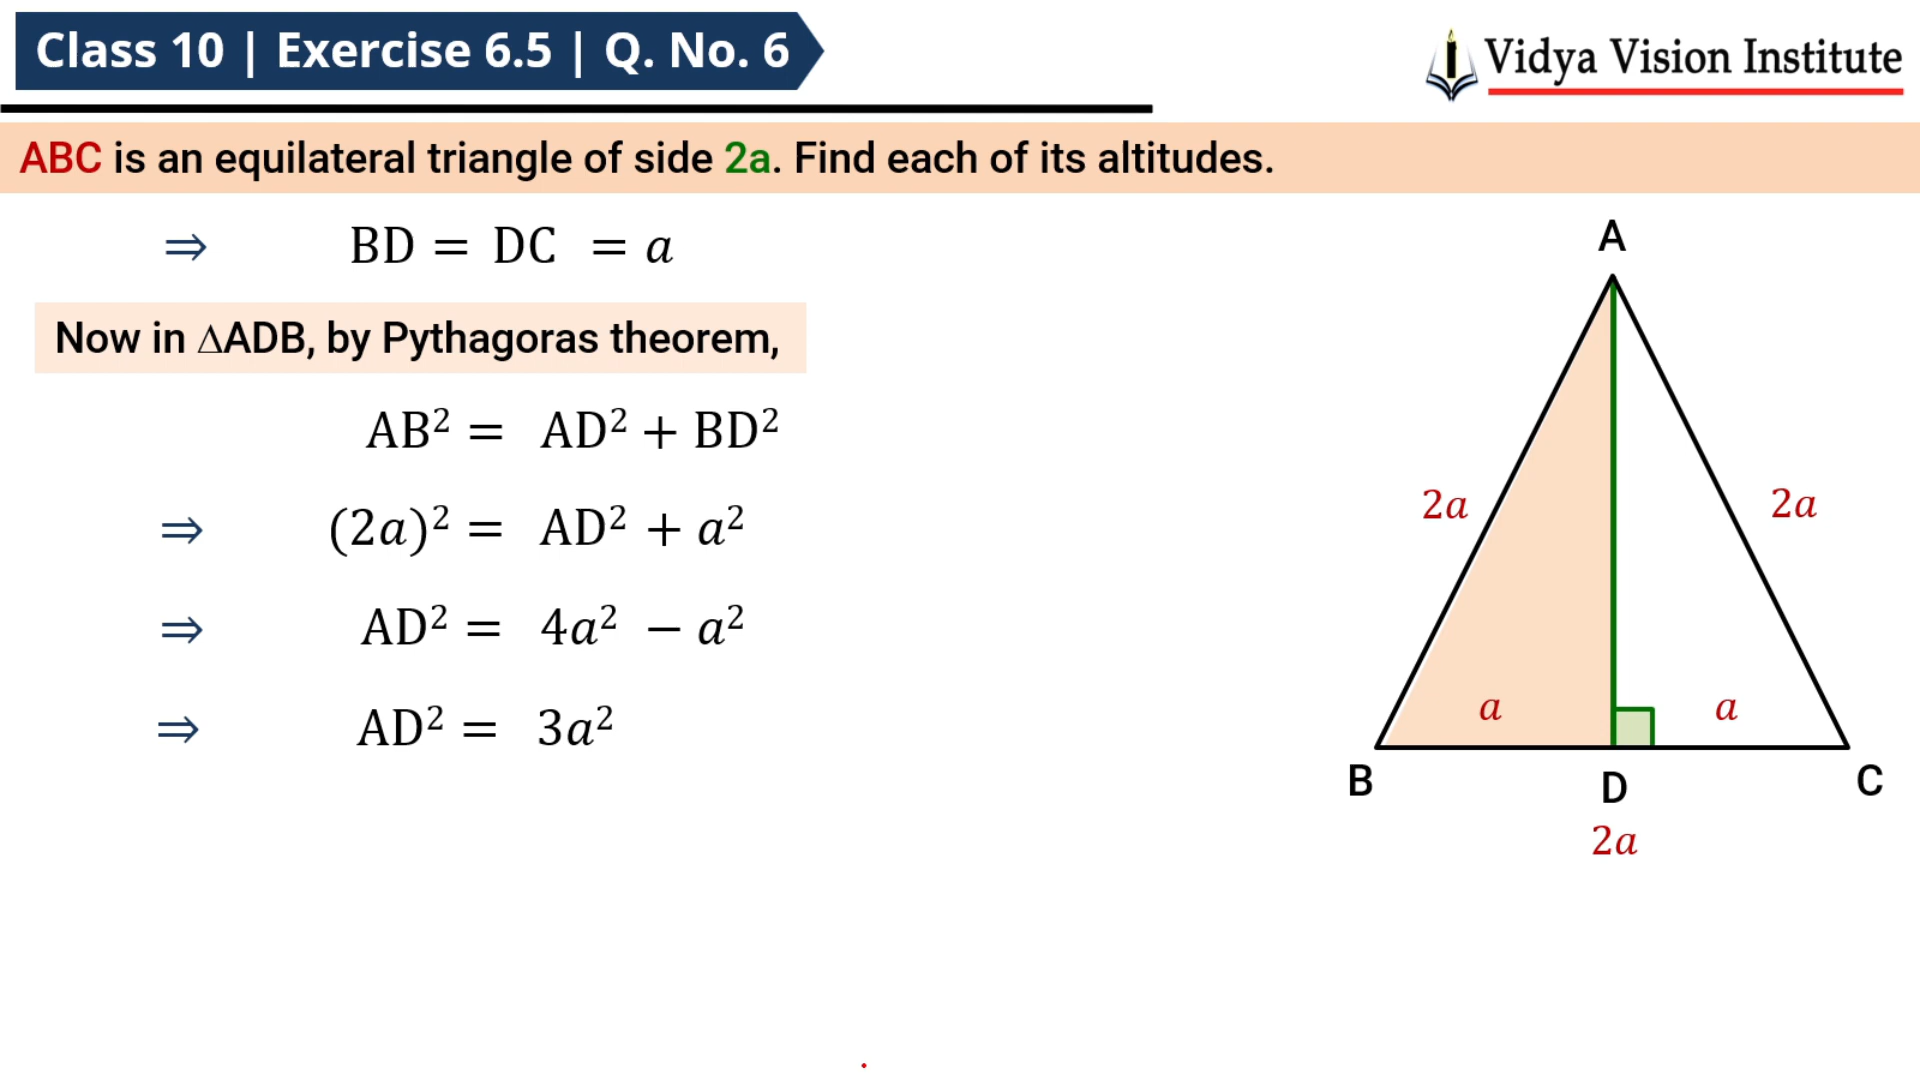 Class 10 | Exercise 6.5 | Q. No. 6
Vidya Vision Institute
ABC is an equilateral triangle of side 2a. Find each of its altitudes.
⇒ BD = DC = a
Now in ∆ADB, by Pythagoras theorem,
AB² = AD² + BD²
⇒ (2a)² = AD² + a²
⇒ AD² = 4a² − a²
⇒ AD² = 3a²
A
2a 2a
a a
B D C
2a